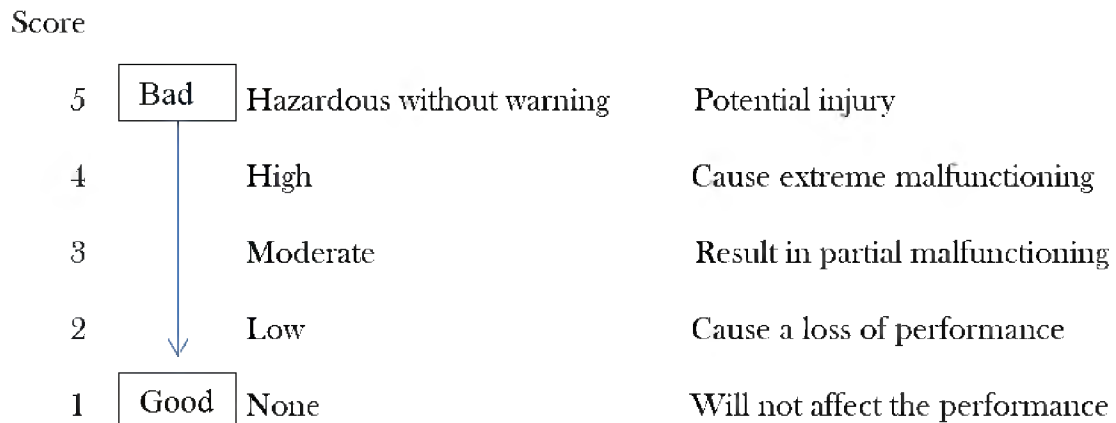 Score
5 Bad Hazardous without warning Potential injury
4 High Cause extreme malfunctioning
3 Moderate Result in partial malfunctioning
2 Low Cause a loss of performance
1 Good None Will not affect the performance